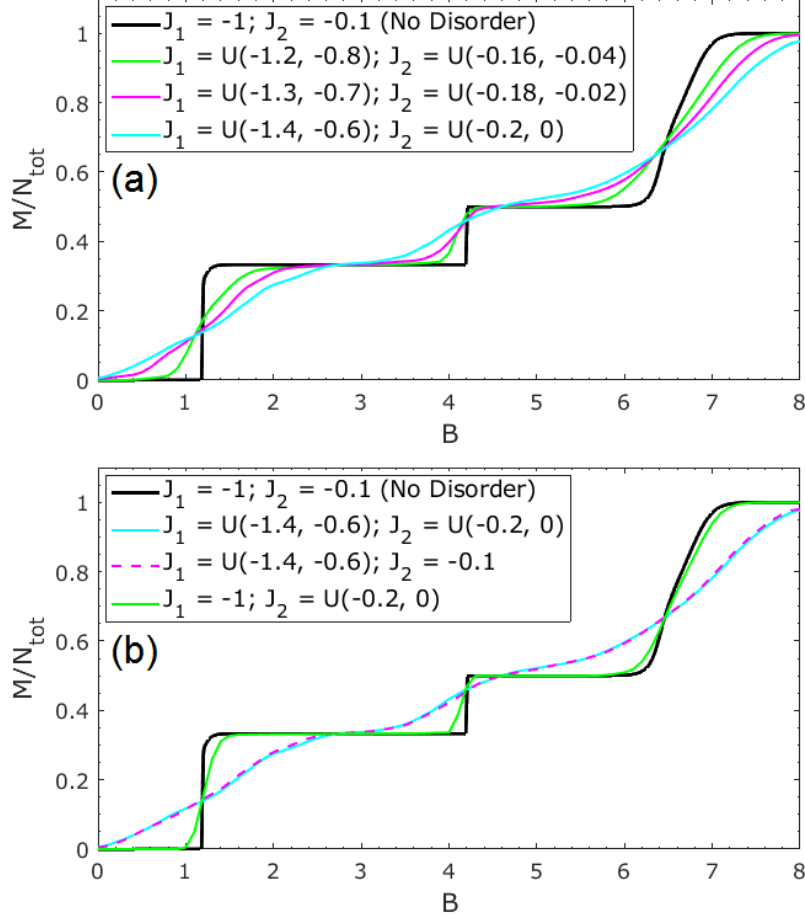 J₁ = -1; J₂ = -0.1 (No Disorder)
J₁ = U(-1.2, -0.8); J₂ = U(-0.16, -0.04)
J₁ = U(-1.3, -0.7); J₂ = U(-0.18, -0.02)
J₁ = U(-1.4, -0.6); J₂ = U(-0.2, 0)
(a)
M/N_tot
1
0.8
0.6
0.4
0.2
0
0 1 2 3 4 5 6 7 8
B
J₁ = -1; J₂ = -0.1 (No Disorder)
J₁ = U(-1.4, -0.6); J₂ = U(-0.2, 0)
J₁ = U(-1.4, -0.6); J₂ = -0.1
J₁ = -1; J₂ = U(-0.2, 0)
(b)
M/N_tot
1
0.8
0.6
0.4
0.2
0
0 1 2 3 4 5 6 7 8
B